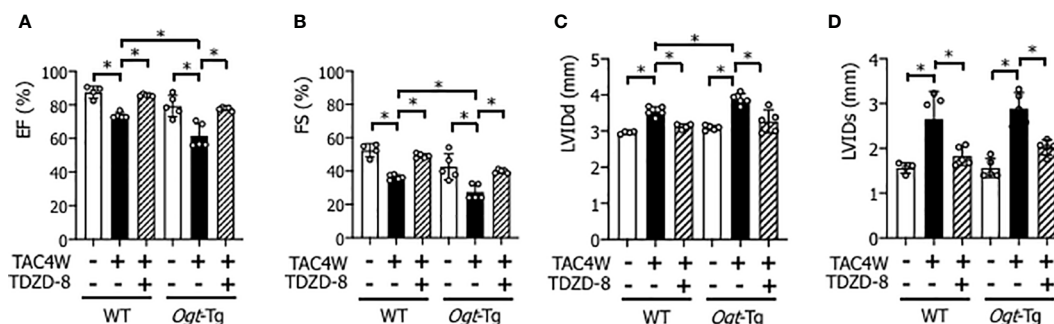 A
*
* * * *
EF (%)
100
80
60
40
20
0
TAC4W - + + - + +
TDZD-8 - - + - - +
WT Ogt-Tg
B
*
* * * *
FS (%)
100
80
60
40
20
0
TAC4W - + + - + +
TDZD-8 - - + - - +
WT Ogt-Tg
C
*
* * * *
LVIDd (mm)
5
4
3
2
1
0
TAC4W - + + - + +
TDZD-8 - - + - - +
WT Ogt-Tg
D
* * * *
LVIDs (mm)
4
3
2
1
0
TAC4W - + + - + +
TDZD-8 - - + - - +
WT Ogt-Tg